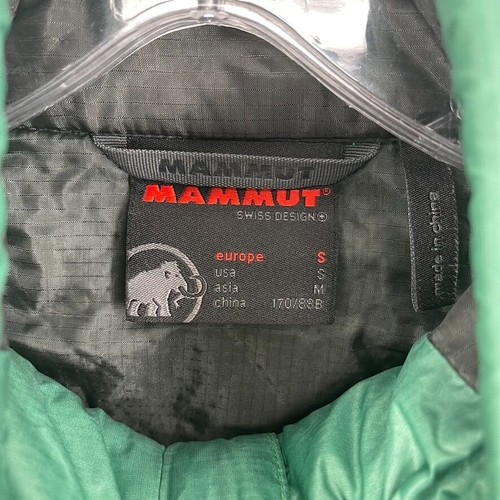 MAMMUT
MAMMUT®
SWISS DESIGN
europe S
usa S
asia M
china 170/88B
made in china